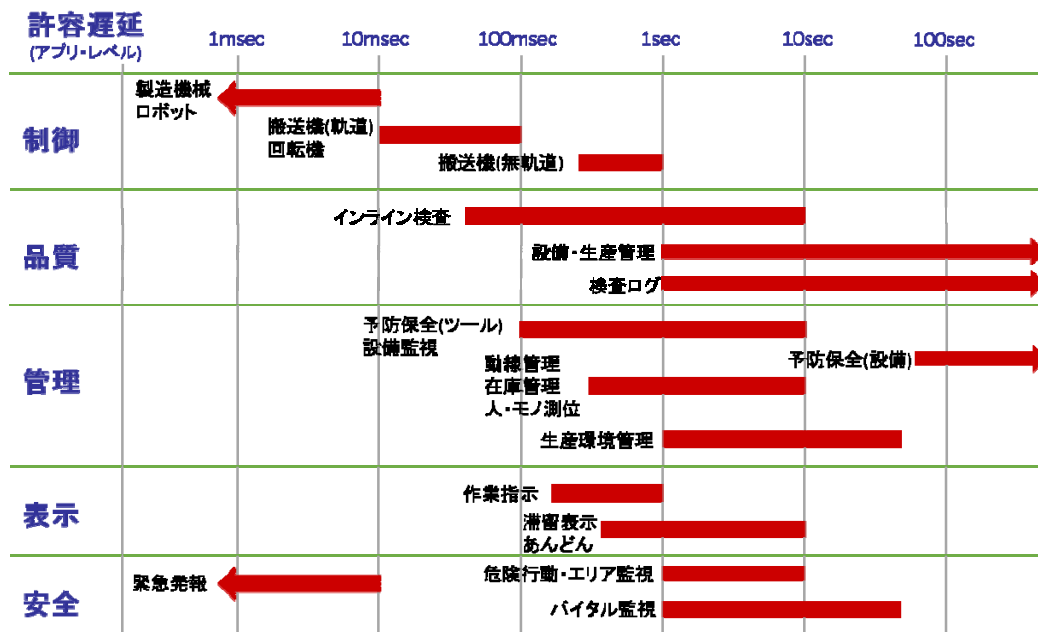 許容遅延
(アプリ・レベル)
1msec 10msec 100msec 1sec 10sec 100sec
制御
製造機械
ロボット
搬送機(軌道)
回転機
搬送機(無軌道)
品質
インライン検査
設備・生産管理
検査ログ
管理
予防保全(ツール)
設備監視
予防保全(設備)
動線管理
在庫管理
人・モノ測位
生産環境管理
表示
作業指示
滞留表示
あんどん
安全
緊急発報
危険行動・エリア監視
バイタル監視